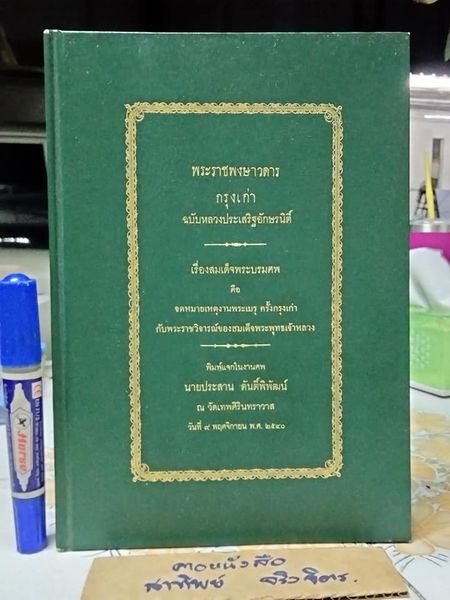 พระราชพงษาวดาร
กรุงเก่า
ฉบับหลวงประเสริฐอักษรนิติ์
เรื่องสมเด็จพระบรมศพ
คือ
จดหมายเหตุงานพระเมรุ ครั้งกรุงเก่า
กับพระราชวิจารณ์ของสมเด็จพระพุทธเจ้าหลวง
พิมพ์แจกในงานศพ
นายประสาน ตันติ์พิพัฒน์
ณ วัดเทพศิรินทราวาส
วันที่ ๙ พฤศจิกายน พ.ศ. ๒๕๔๐
Horse
คาเฟ่หนังสือ